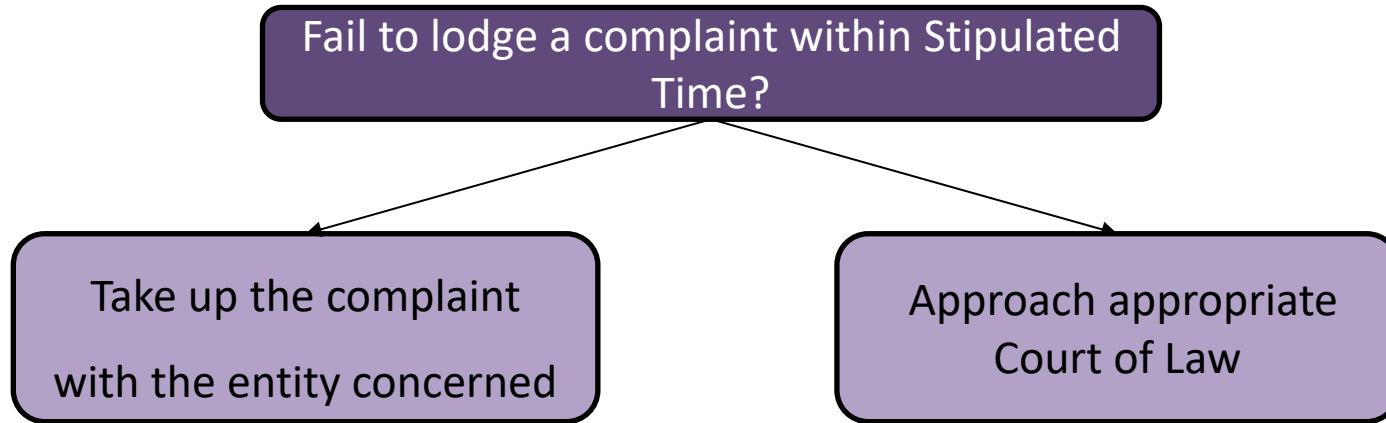 Fail to lodge a complaint within Stipulated
Time?
Take up the complaint
with the entity concerned
Approach appropriate
Court of Law